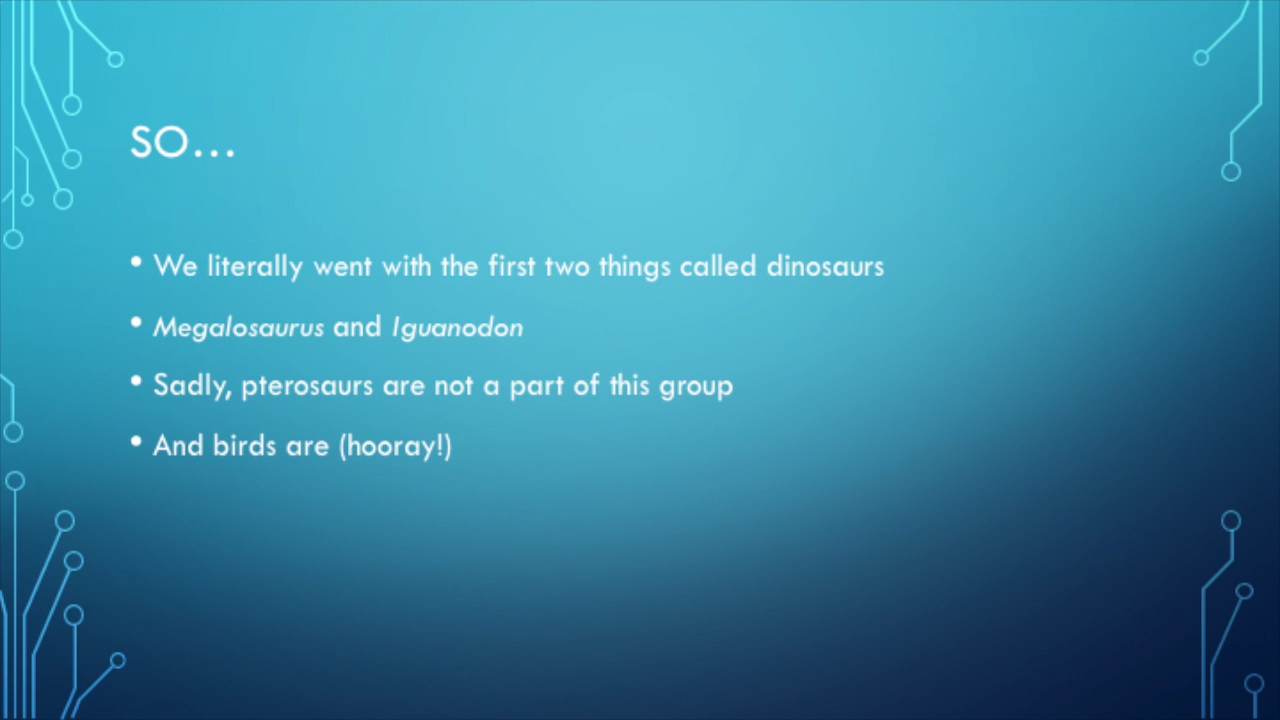 SO...
• We literally went with the first two things called dinosaurs
• Megalosaurus and Iguanodon
• Sadly, pterosaurs are not a part of this group
• And birds are (hooray!)